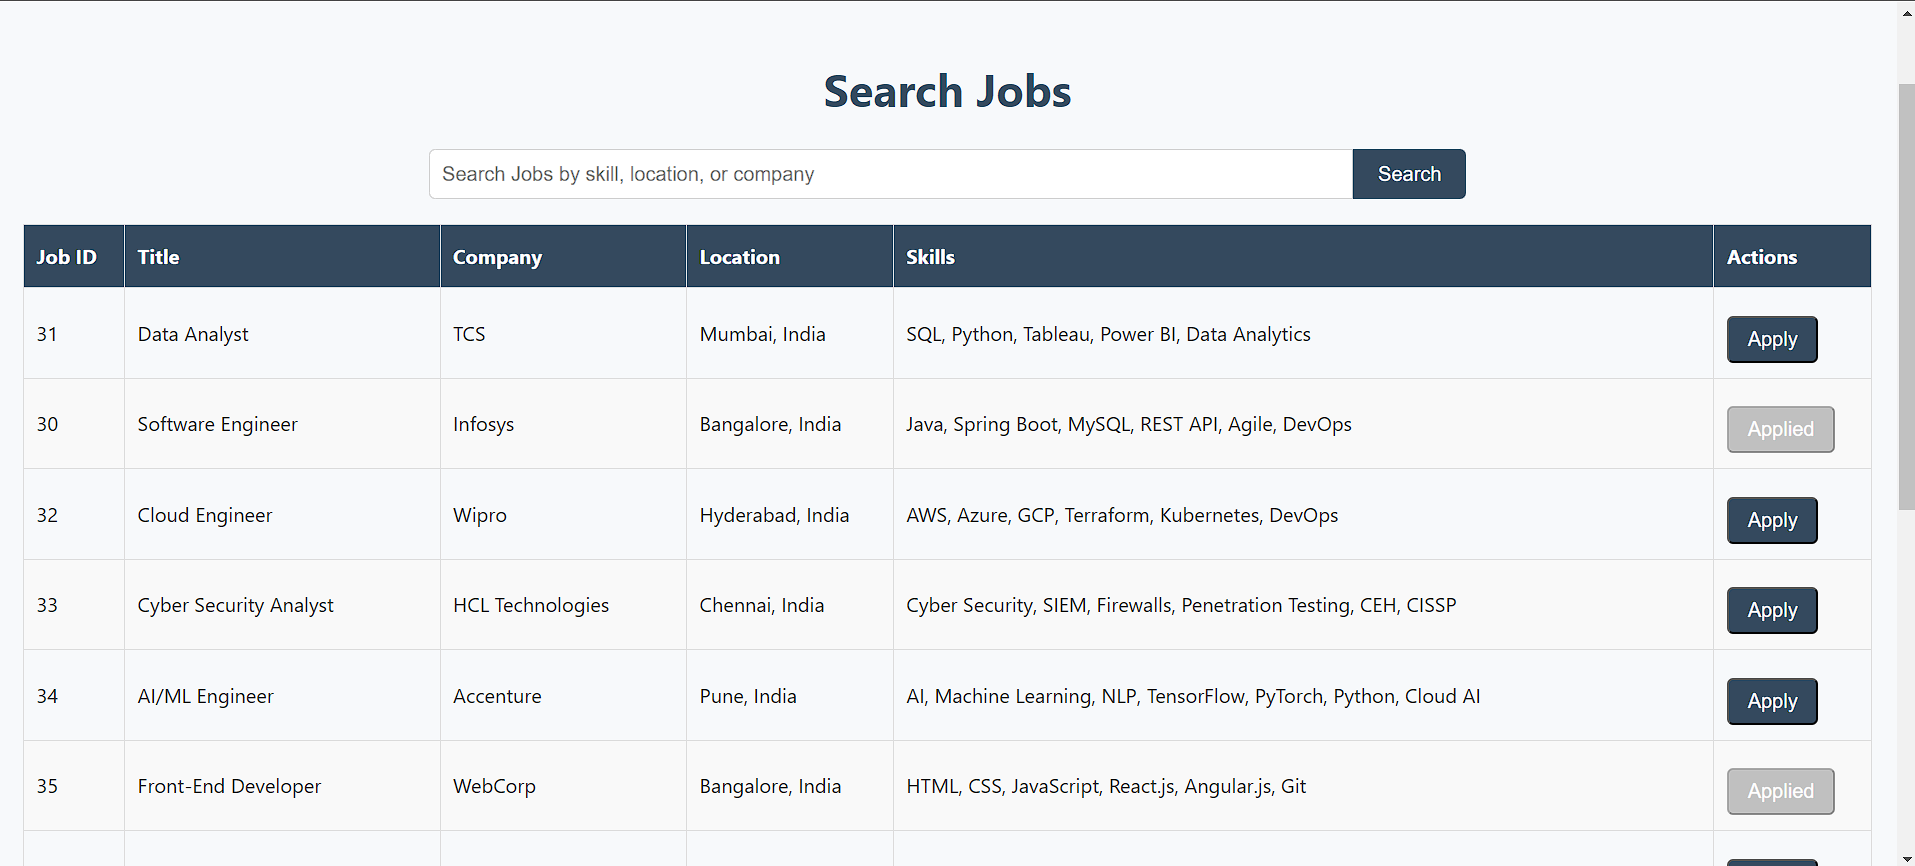 Search Jobs
Search Jobs by skill, location, or company Search
Job ID Title Company Location Skills Actions
31 Data Analyst TCS Mumbai, India SQL, Python, Tableau, Power BI, Data Analytics Apply
30 Software Engineer Infosys Bangalore, India Java, Spring Boot, MySQL, REST API, Agile, DevOps Applied
32 Cloud Engineer Wipro Hyderabad, India AWS, Azure, GCP, Terraform, Kubernetes, DevOps Apply
33 Cyber Security Analyst HCL Technologies Chennai, India Cyber Security, SIEM, Firewalls, Penetration Testing, CEH, CISSP Apply
34 AI/ML Engineer Accenture Pune, India AI, Machine Learning, NLP, TensorFlow, PyTorch, Python, Cloud AI Apply
35 Front-End Developer WebCorp Bangalore, India HTML, CSS, JavaScript, React.js, Angular.js, Git Applied